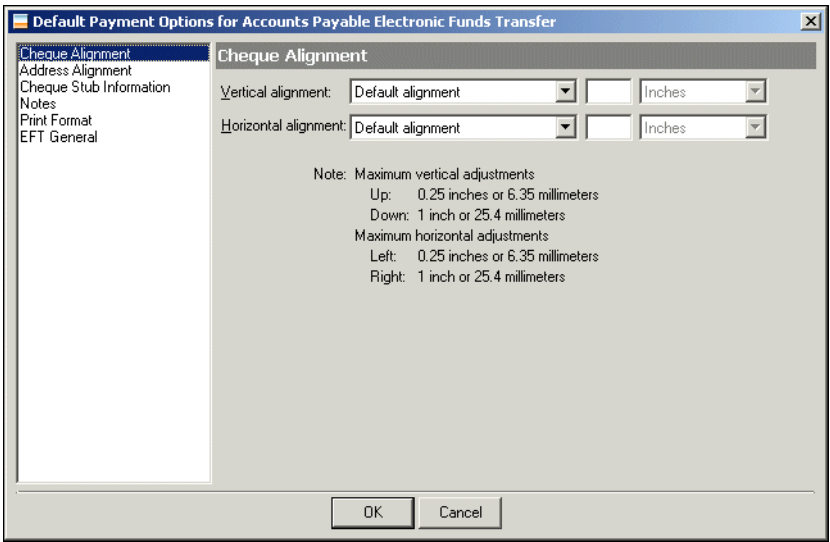 Default Payment Options for Accounts Payable Electronic Funds Transfer
Cheque Alignment
Address Alignment
Cheque Stub Information
Notes
Print Format
EFT General
Cheque Alignment
Vertical alignment: Default alignment Inches
Horizontal alignment: Default alignment Inches
Note: Maximum vertical adjustments
Up: 0.25 inches or 6.35 millimeters
Down: 1 inch or 25.4 millimeters
Maximum horizontal adjustments
Left: 0.25 inches or 6.35 millimeters
Right: 1 inch or 25.4 millimeters
OK Cancel